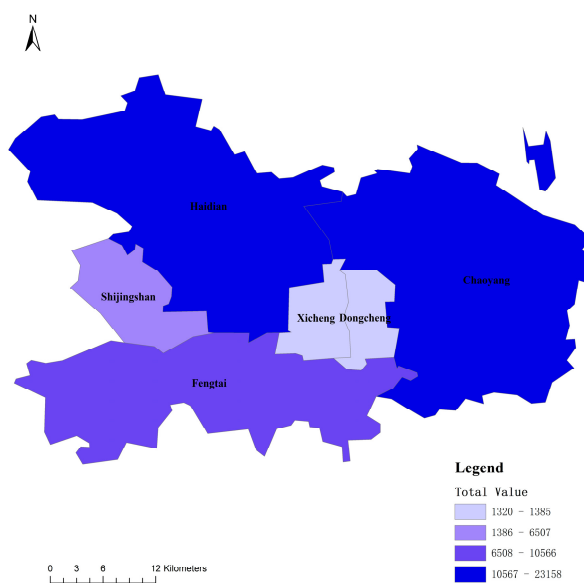 N
Haidian
Chaoyang
Shijingshan
Xicheng
Dongcheng
Fengtai
Legend
Total Value
1320 - 1385
1386 - 6507
6508 - 10566
10567 - 23158
0 3 6 12 Kilometers